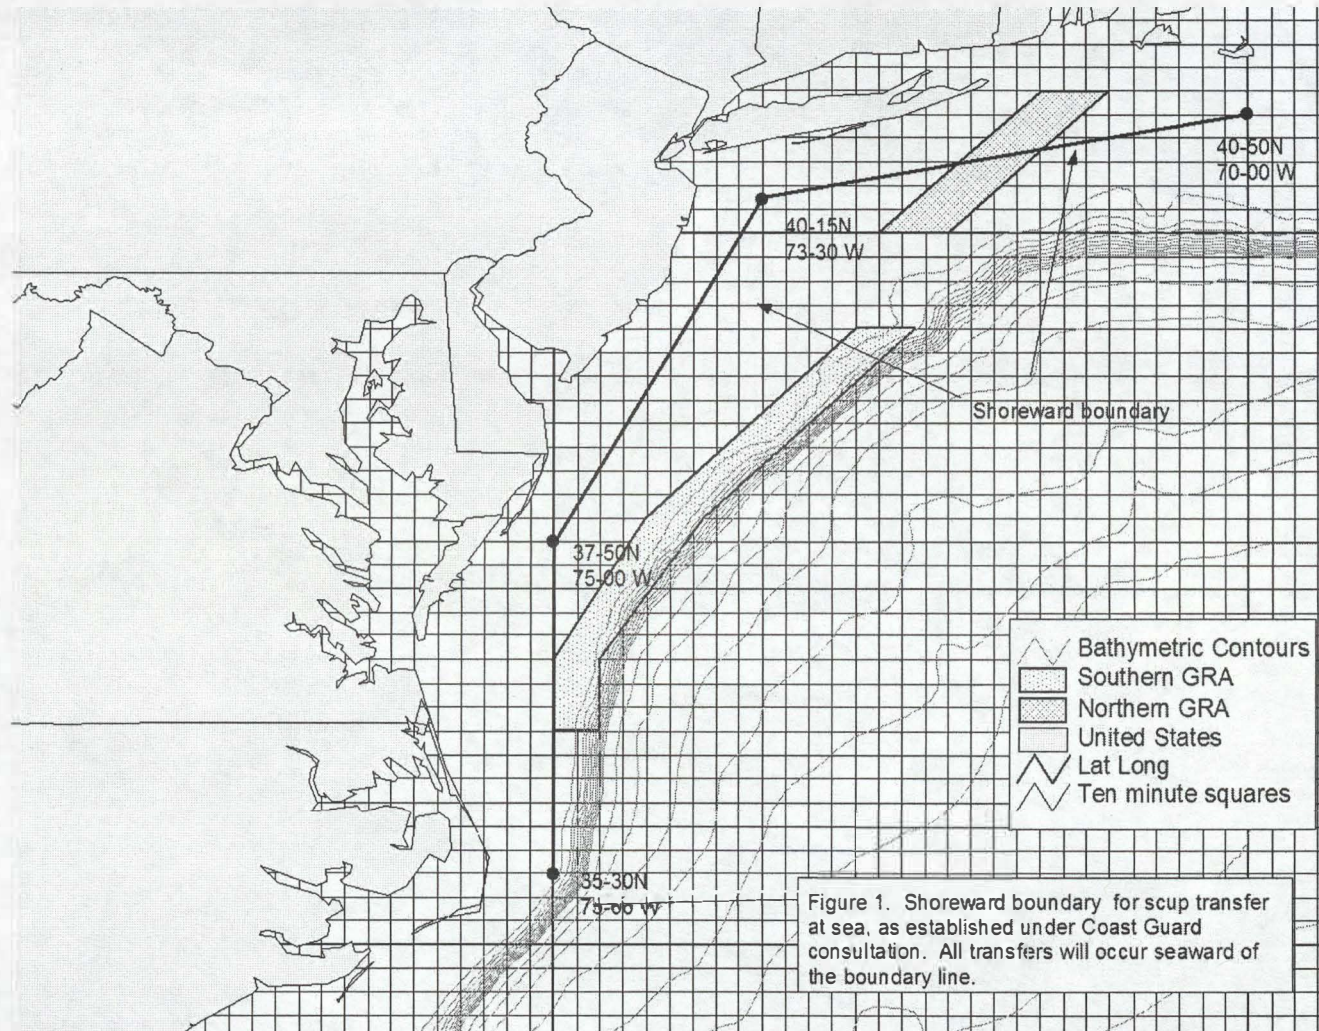 40-50N
70-00 W
40-15N
73-30 W
Shoreward boundary
37-50N
75-00 W
Bathymetric Contours
Southern GRA
Northern GRA
United States
Lat Long
Ten minute squares
35-30N
75-00 W
Figure 1.  Shoreward boundary for scup transfer
at sea, as established under Coast Guard
consultation.  All transfers will occur seaward of
the boundary line.